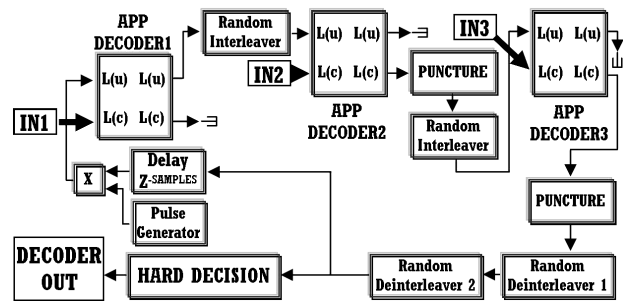 APP
DECODER1
Random
Interleaver
L(u) L(u)
L(c) L(c)
IN1
IN2
L(u) L(u)
L(c) L(c)
APP
DECODER2
PUNCTURE
Random
Interleaver
IN3
L(u) L(u)
L(c) L(c)
APP
DECODER3
PUNCTURE
X
Delay
Z-SAMPLES
Pulse
Generator
DECODER
OUT
HARD DECISION
Random
Deinterleaver 2
Random
Deinterleaver 1